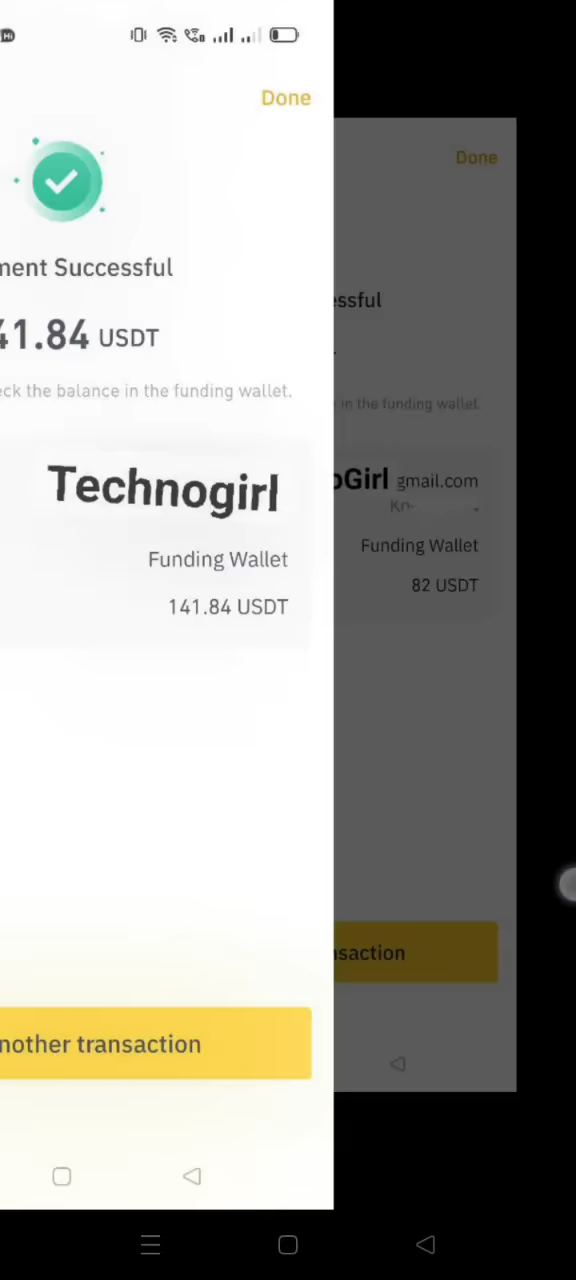 Done
ment Successful
41.84 USDT
eck the balance in the funding wallet.
Technogirl
Funding Wallet
141.84 USDT
nother transaction
Done
essful
in the funding wallet.
oGirl gmail.com
Funding Wallet
82 USDT
nsaction